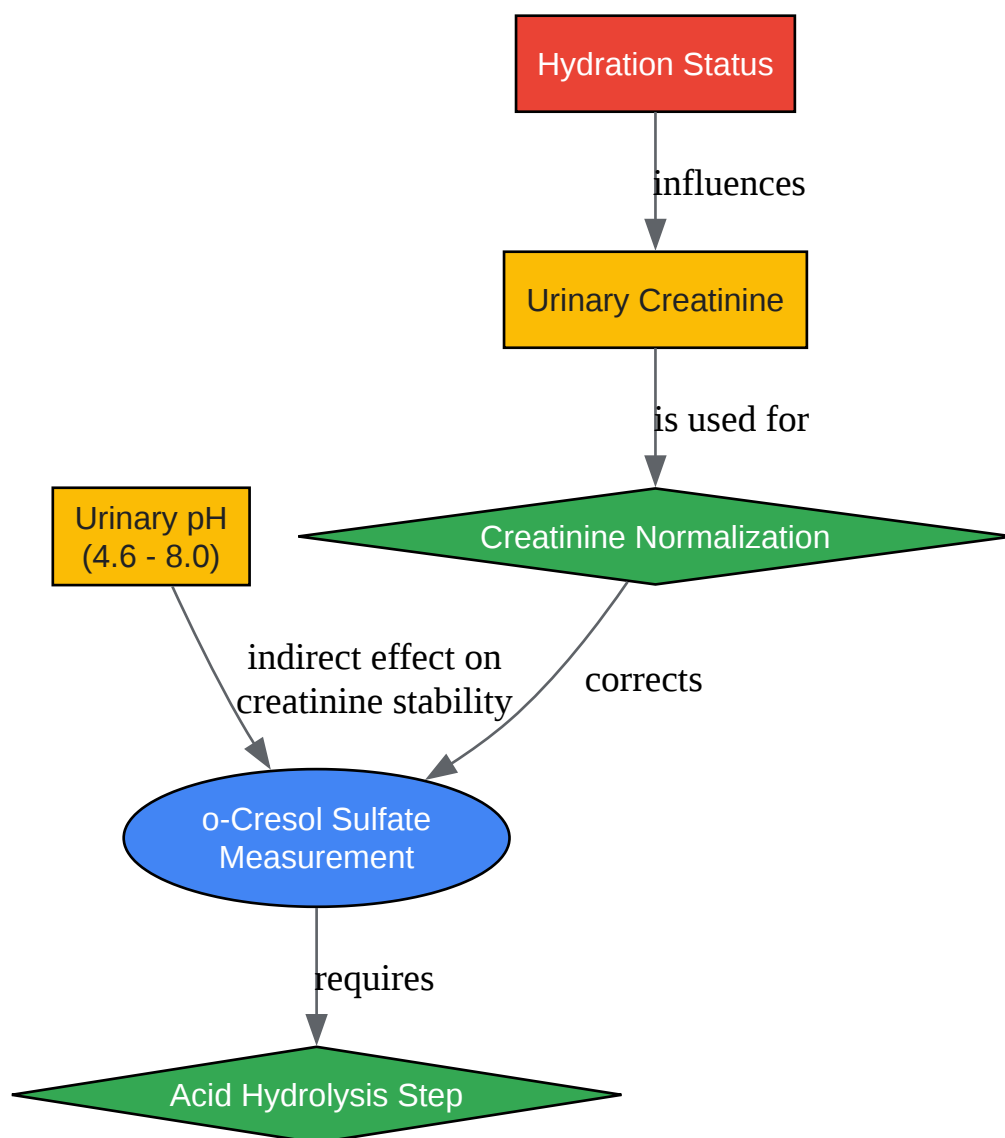 Hydration Status
influences
Urinary Creatinine
is used for
Urinary pH
(4.6 - 8.0)
Creatinine Normalization
indirect effect on
creatinine stability
corrects
o-Cresol Sulfate
Measurement
requires
Acid Hydrolysis Step